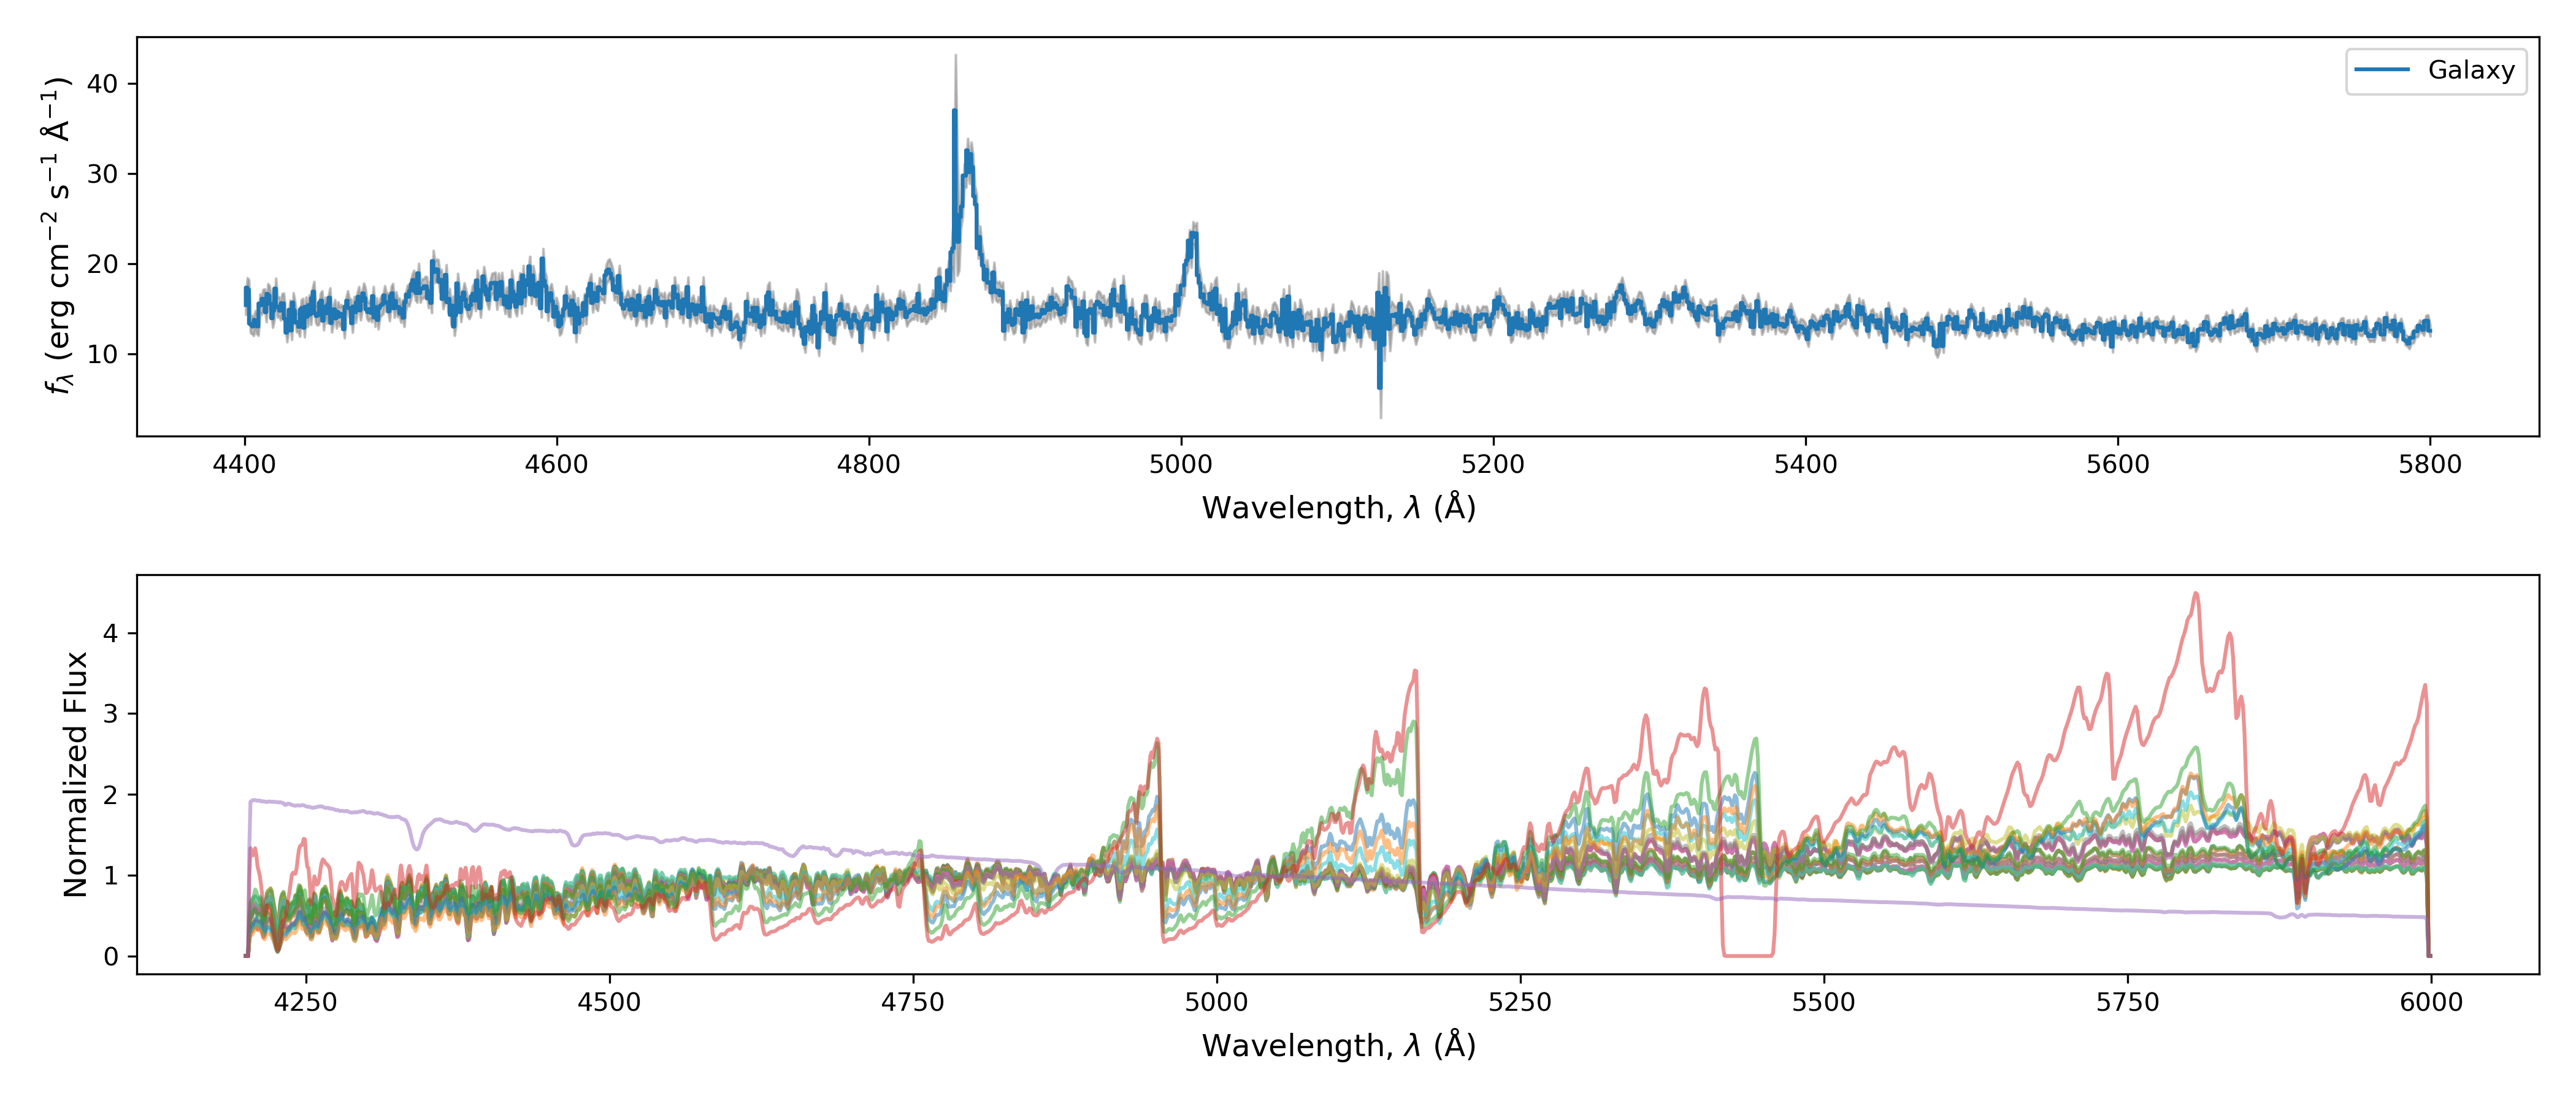 40
30
20
10
f_λ (erg cm⁻² s⁻¹ Å⁻¹)
Galaxy
4400 4600 4800 5000 5200 5400 5600 5800
Wavelength, λ (Å)
4
3
2
1
0
Normalized Flux
4250 4500 4750 5000 5250 5500 5750 6000
Wavelength, λ (Å)